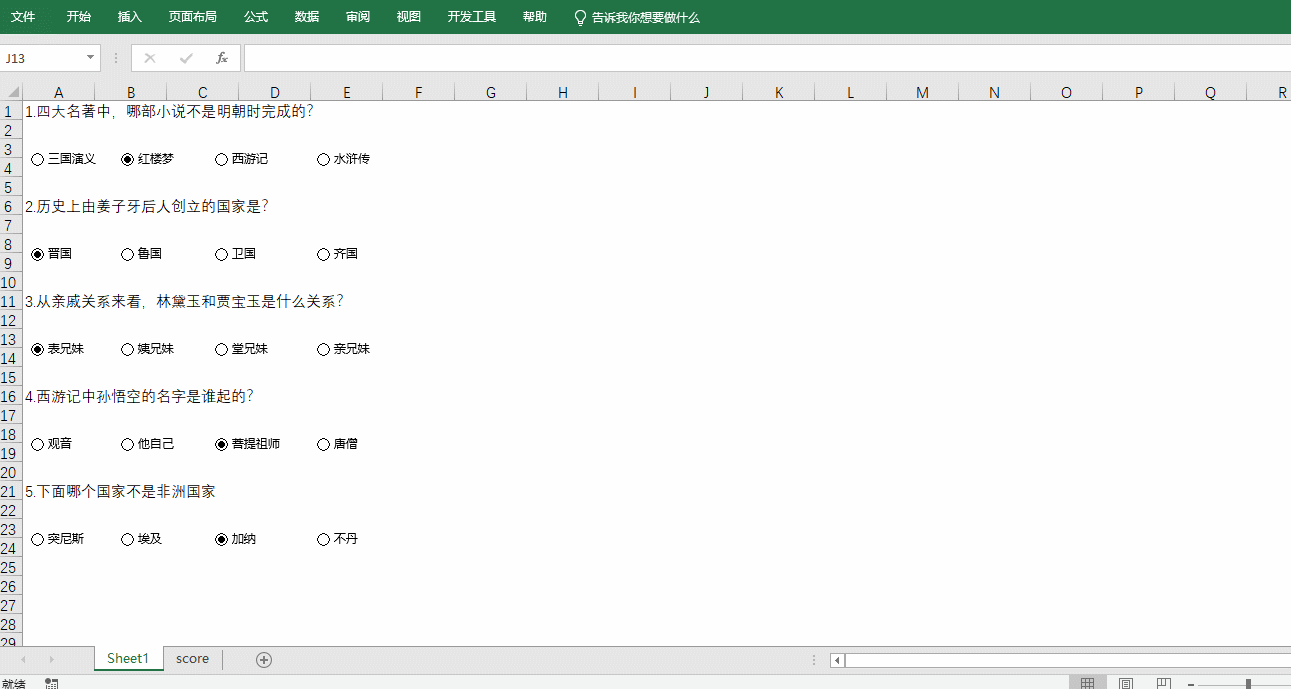 文件 开始 插入 页面布局 公式 数据 审阅 视图 开发工具 帮助 告诉我你想要做什么
J13 fx
A B C D E F G H I J K L M N O P Q R
1 1.四大名著中，哪部小说不是明朝时完成的?
2
3
三国演义 红楼梦 西游记 水浒传
4
5
6 2.历史上由姜子牙后人创立的国家是?
7
8
晋国 鲁国 卫国 齐国
9
10
11 3.从亲戚关系来看，林黛玉和贾宝玉是什么关系?
12
13
表兄妹 姨兄妹 堂兄妹 亲兄妹
14
15
16 4.西游记中孙悟空的名字是谁起的?
17
18
观音 他自己 菩提祖师 唐僧
19
20
21 5.下面哪个国家不是非洲国家
22
23
突尼斯 埃及 加纳 不丹
24
25
26
27
28
29
Sheet1 score
就绪